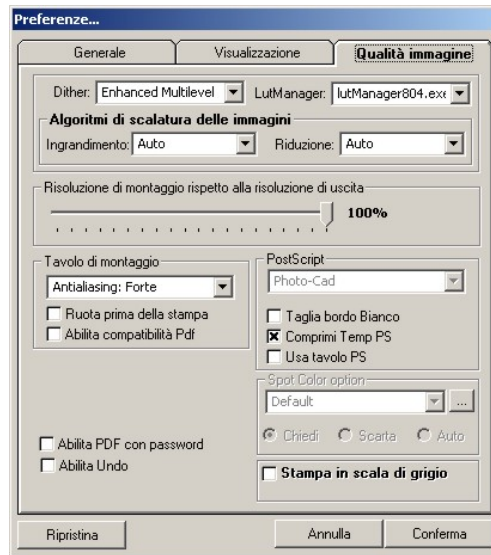 Preferenze...
Generale Visualizzazione Qualità immagine
Dither: Enhanced Multilevel LutManager: lutManager804.exe
Algoritmi di scalatura delle immagini
Ingrandimento: Auto Riduzione: Auto
Risoluzione di montaggio rispetto alla risoluzione di uscita
100%
Tavolo di montaggio
Antialiasing: Forte
Ruota prima della stampa
Abilita compatibilità Pdf
PostScript
Photo-Cad
Taglia bordo Bianco
Comprimi Temp PS
Usa tavolo PS
Spot Color option
Default ...
Chiedi Scarta Auto
Abilita PDF con password
Abilita Undo
Stampa in scala di grigio
Ripristina Annulla Conferma